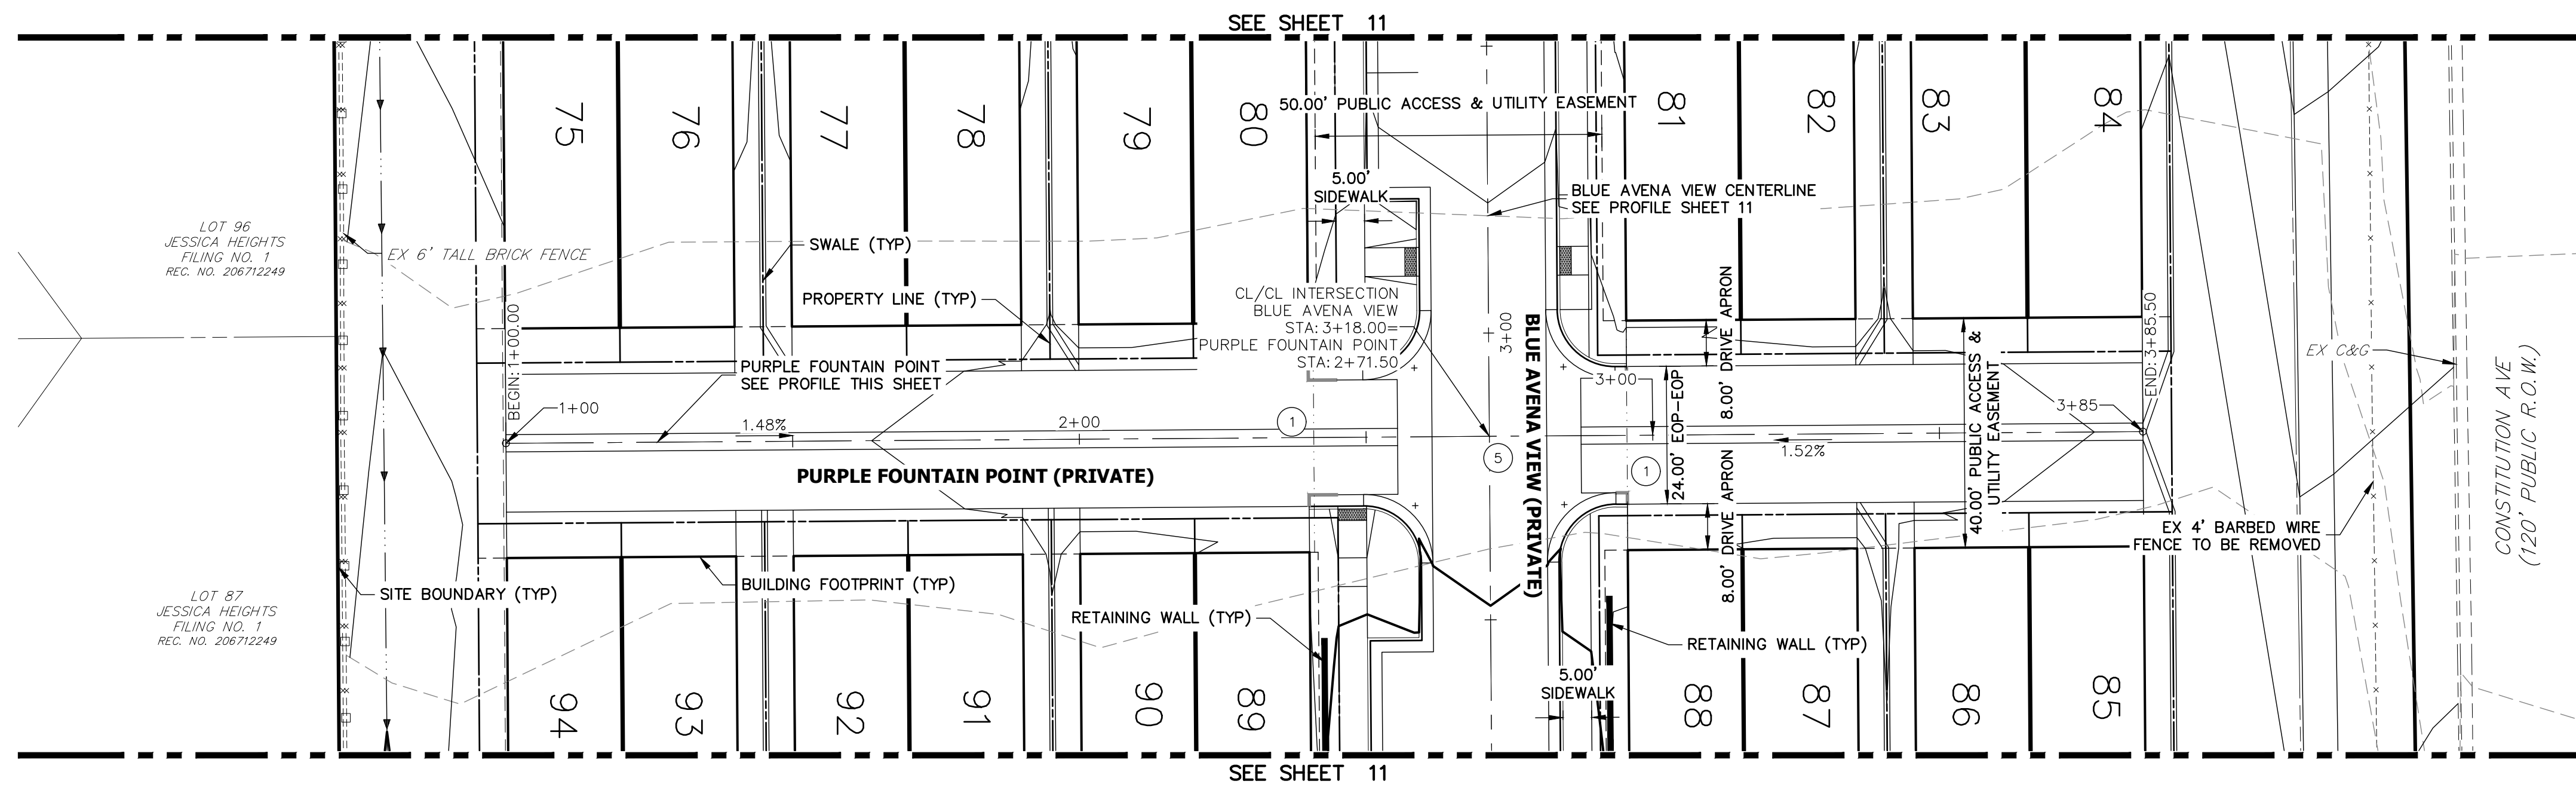 SEE SHEET 11
75
76
77
78
79
80
81
82
83
84
50.00' PUBLIC ACCESS & UTILITY EASEMENT
5.00'
SIDEWALK
BLUE AVENA VIEW CENTERLINE
SEE PROFILE SHEET 11
LOT 96
JESSICA HEIGHTS
FILING NO. 1
REC. NO. 206712249
EX 6' TALL BRICK FENCE
SWALE (TYP)
PROPERTY LINE (TYP)
CL/CL INTERSECTION
BLUE AVENA VIEW
STA: 3+18.00=
PURPLE FOUNTAIN POINT
STA: 2+71.50
BEGIN: 1+00.00
PURPLE FOUNTAIN POINT
SEE PROFILE THIS SHEET
3+00
BLUE AVENA VIEW (PRIVATE)
3+00
8.00' DRIVE APRON
24.00' EOP-EOP
8.00' DRIVE APRON
40.00' PUBLIC ACCESS &
UTILITY EASEMENT
END: 3+85.50
EX C&G
CONSTITUTION AVE
(120' PUBLIC R.O.W.)
1+00
1.48%
2+00
1
5
1
1.52%
3+85
PURPLE FOUNTAIN POINT (PRIVATE)
EX 4' BARBED WIRE
FENCE TO BE REMOVED
LOT 87
JESSICA HEIGHTS
FILING NO. 1
REC. NO. 206712249
SITE BOUNDARY (TYP)
BUILDING FOOTPRINT (TYP)
RETAINING WALL (TYP)
RETAINING WALL (TYP)
5.00'
SIDEWALK
94
93
92
91
90
89
88
87
86
85
SEE SHEET 11